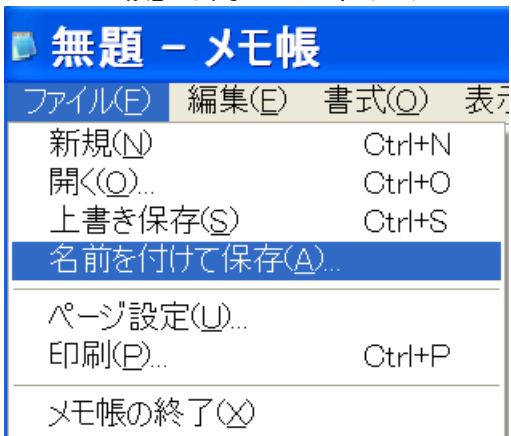 無題 - メモ帳
ファイル(F) 編集(E) 書式(O) 表示
新規(N) Ctrl+N
開く(O)... Ctrl+O
上書き保存(S) Ctrl+S
名前を付けて保存(A)...
ページ設定(U)...
印刷(P)... Ctrl+P
メモ帳の終了(X)